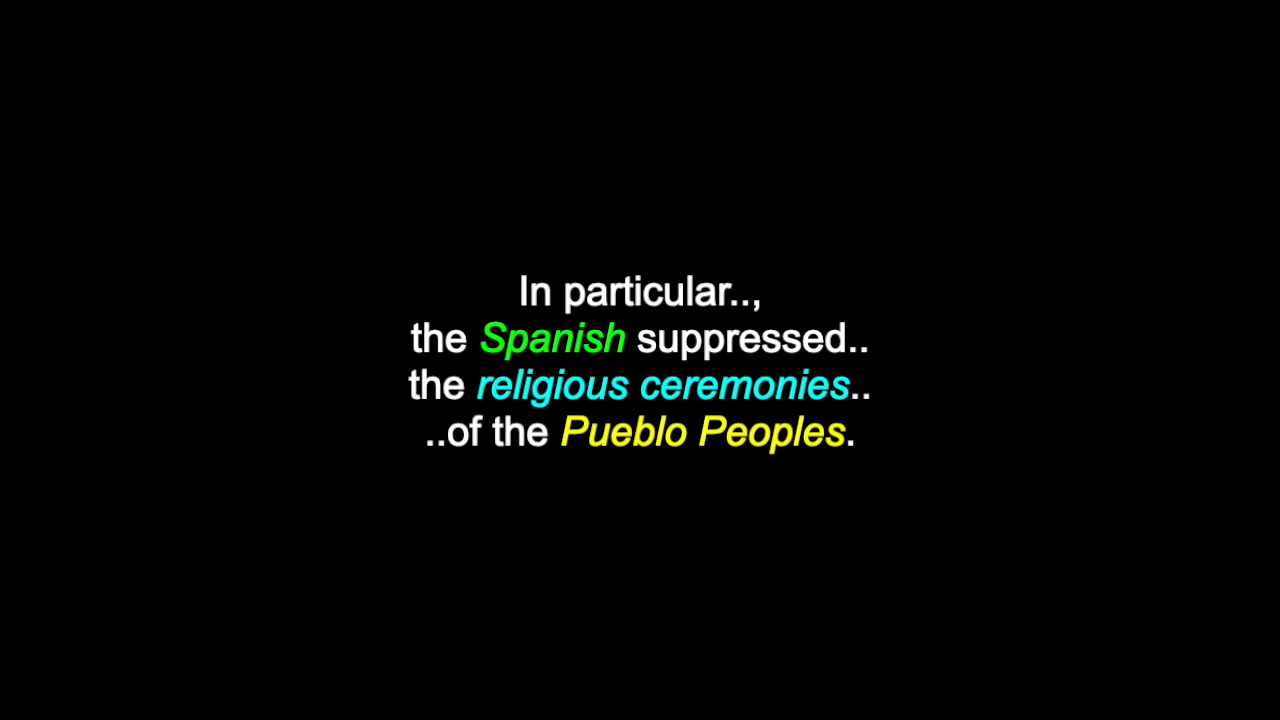 In particular..,
the Spanish suppressed..
the religious ceremonies..
..of the Pueblo Peoples.